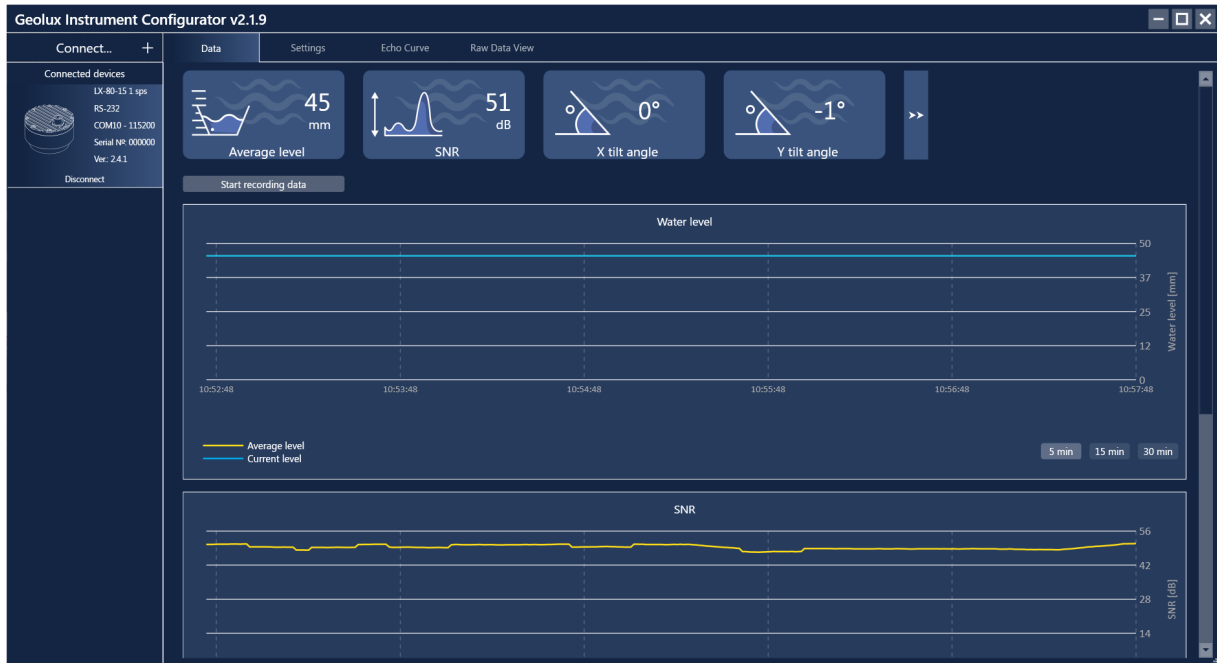 Geolux Instrument Configurator v2.1.9
Connect... +
Data Settings Echo Curve Raw Data View
Connected devices
LX-80-15 1 sps
RS-232
COM10 - 115200
Serial №: 000000
Ver.: 2.4.1
Disconnect
45
mm
Average level
51
dB
SNR
0°
X tilt angle
-1°
Y tilt angle
>>
Start recording data
Water level
50
37
25
12
0
Water level [mm]
10:52:48 10:53:48 10:54:48 10:55:48 10:56:48 10:57:48
Average level
Current level
5 min 15 min 30 min
SNR
56
42
28
14
SNR [dB]